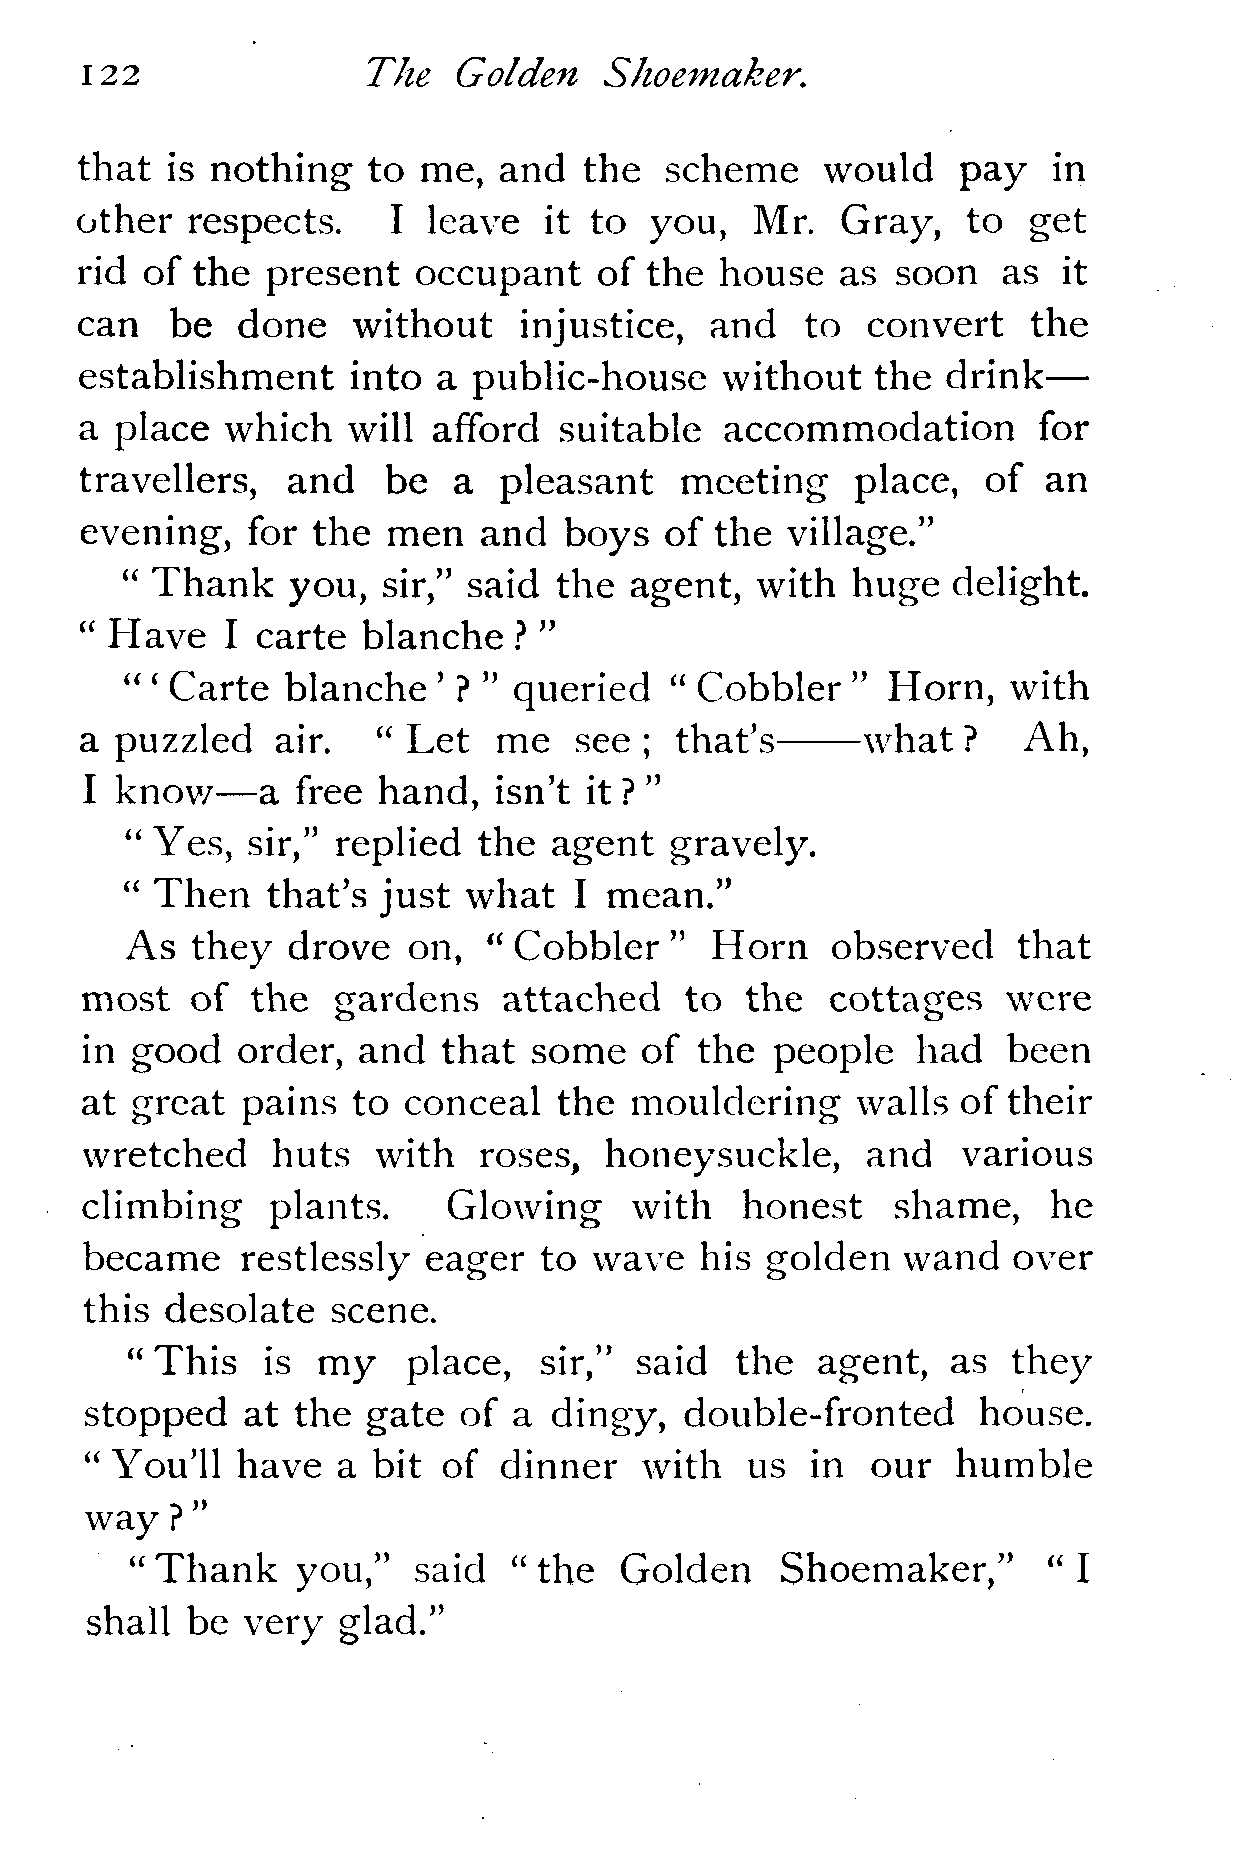 122 The Golden Shoemaker.
that is nothing to me, and the scheme would pay in
other respects. I leave it to you, Mr. Gray, to get
rid of the present occupant of the house as soon as it
can be done without injustice, and to convert the
establishment into a public-house without the drink—
a place which will afford suitable accommodation for
travellers, and be a pleasant meeting place, of an
evening, for the men and boys of the village."
" Thank you, sir," said the agent, with huge delight.
" Have I carte blanche ? "
" ' Carte blanche ' ? " queried " Cobbler " Horn, with
a puzzled air. " Let me see ; that's——what ? Ah,
I know—a free hand, isn't it ? "
" Yes, sir," replied the agent gravely.
" Then that's just what I mean."
As they drove on, " Cobbler " Horn observed that
most of the gardens attached to the cottages were
in good order, and that some of the people had been
at great pains to conceal the mouldering walls of their
wretched huts with roses, honeysuckle, and various
climbing plants. Glowing with honest shame, he
became restlessly eager to wave his golden wand over
this desolate scene.
" This is my place, sir," said the agent, as they
stopped at the gate of a dingy, double-fronted house.
" You'll have a bit of dinner with us in our humble
way ? "
" Thank you," said " the Golden Shoemaker," " I
shall be very glad."